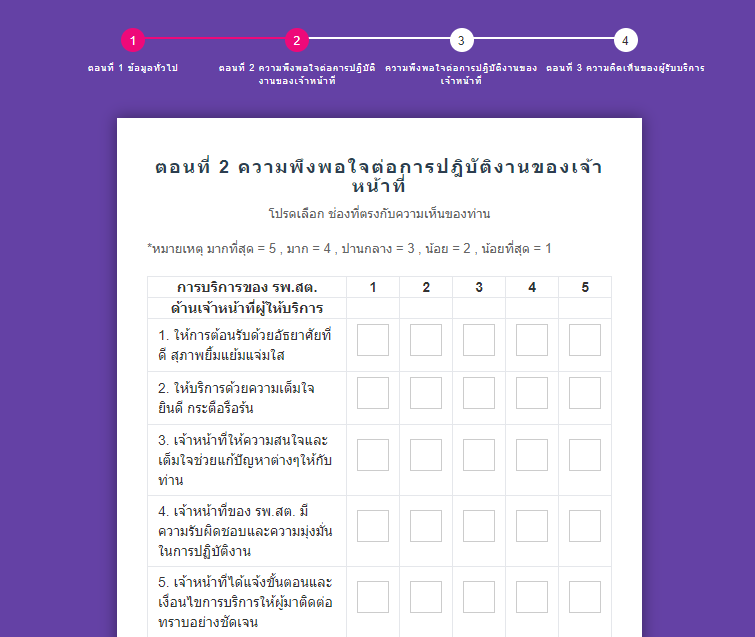 1
2
3
4
ตอนที่ 1 ข้อมูลทั่วไป
ตอนที่ 2 ความพึงพอใจต่อการปฎิบัติ
งานของเจ้าหน้าที่
ความพึงพอใจต่อการปฎิบัติงานของ
เจ้าหน้าที่
ตอนที่ 3 ความคิดเห็นของผู้รับบริการ
ตอนที่ 2 ความพึงพอใจต่อการปฎิบัติงานของเจ้า
หน้าที่
โปรดเลือก ช่องที่ตรงกับความเห็นของท่าน
*หมายเหตุ มากที่สุด = 5 , มาก = 4 , ปานกลาง = 3 , น้อย = 2 , น้อยที่สุด = 1
การบริการของ รพ.สต. 1 2 3 4 5
ด้านเจ้าหน้าที่ผู้ให้บริการ
1. ให้การต้อนรับด้วยอัธยาศัยที่
ดี สุภาพยิ้มแย้มแจ่มใส
2. ให้บริการด้วยความเต็มใจ
ยินดี กระตือรือร้น
3. เจ้าหน้าที่ให้ความสนใจและ
เต็มใจช่วยแก้ปัญหาต่างๆให้กับ
ท่าน
4. เจ้าหน้าที่ของ รพ.สต. มี
ความรับผิดชอบและความมุ่งมั่น
ในการปฏิบัติงาน
5. เจ้าหน้าที่ได้แจ้งขั้นตอนและ
เงื่อนไขการบริการให้ผู้มาติดต่อ
ทราบอย่างชัดเจน